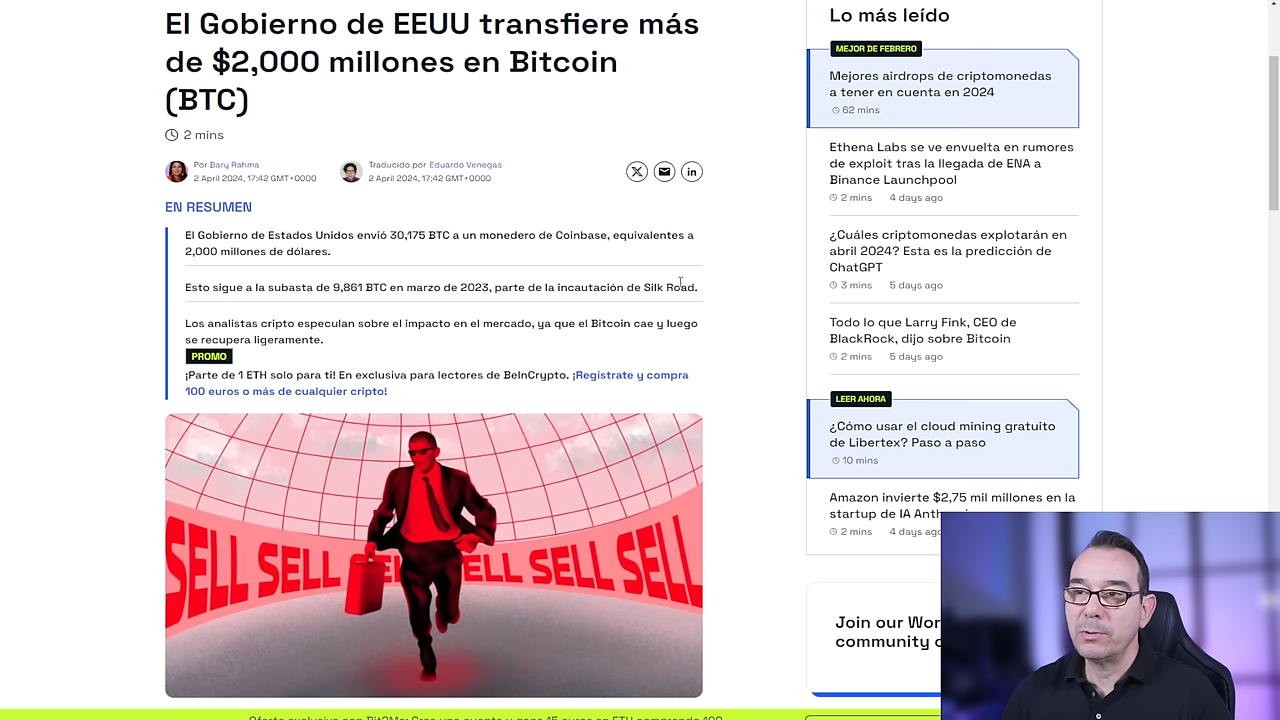 El Gobierno de EEUU transfiere más
de $2,000 millones en Bitcoin
(BTC)
2 mins
Por Bary Rahma
2 April 2024, 17:42 GMT+0000
Traducido por Eduardo Venegas
2 April 2024, 17:42 GMT+0000
EN RESUMEN
El Gobierno de Estados Unidos envió 30,175 BTC a un monedero de Coinbase, equivalentes a
2,000 millones de dólares.
Esto sigue a la subasta de 9,861 BTC en marzo de 2023, parte de la incautación de Silk Road.
Los analistas cripto especulan sobre el impacto en el mercado, ya que el Bitcoin cae y luego
se recupera ligeramente.
PROMO
¡Parte de 1 ETH solo para ti! En exclusiva para lectores de BeInCrypto. ¡Regístrate y compra
100 euros o más de cualquier cripto!
SELL SELL ELL SELL SELL
Lo más leído
MEJOR DE FEBRERO
Mejores airdrops de criptomonedas
a tener en cuenta en 2024
62 mins
Ethena Labs se ve envuelta en rumores
de exploit tras la llegada de ENA a
Binance Launchpool
2 mins 4 days ago
¿Cuáles criptomonedas explotarán en
abril 2024? Esta es la predicción de
ChatGPT
3 mins 5 days ago
Todo lo que Larry Fink, CEO de
BlackRock, dijo sobre Bitcoin
2 mins 5 days ago
LEER AHORA
¿Cómo usar el cloud mining gratuito
de Libertex? Paso a paso
10 mins
Amazon invierte $2,75 mil millones en la
startup de IA Anth
2 mins 4 days ago
Join our Wor
community